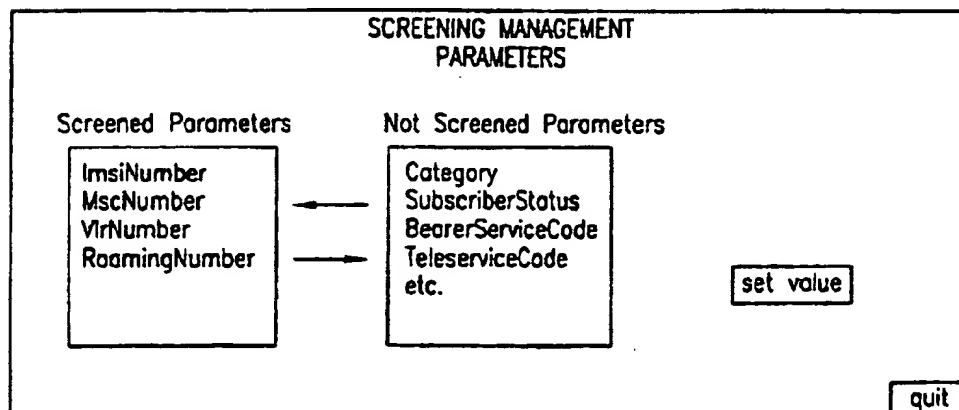 SCREENING MANAGEMENT
PARAMETERS
Screened Parameters
Not Screened Parameters
ImsiNumber
MscNumber
VlrNumber
RoamingNumber
Category
SubscriberStatus
BearerServiceCode
TeleserviceCode
etc.
set value
quit